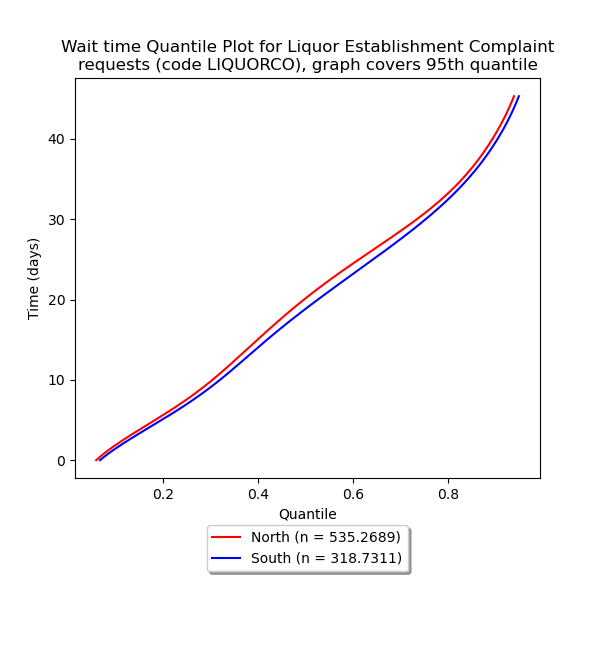 Wait time Quantile Plot for Liquor Establishment Complaint
requests (code LIQUORCO), graph covers 95th quantile
Time (days)
40
30
20
10
0
0.2 0.4 0.6 0.8
Quantile
North (n = 535.2689)
South (n = 318.7311)